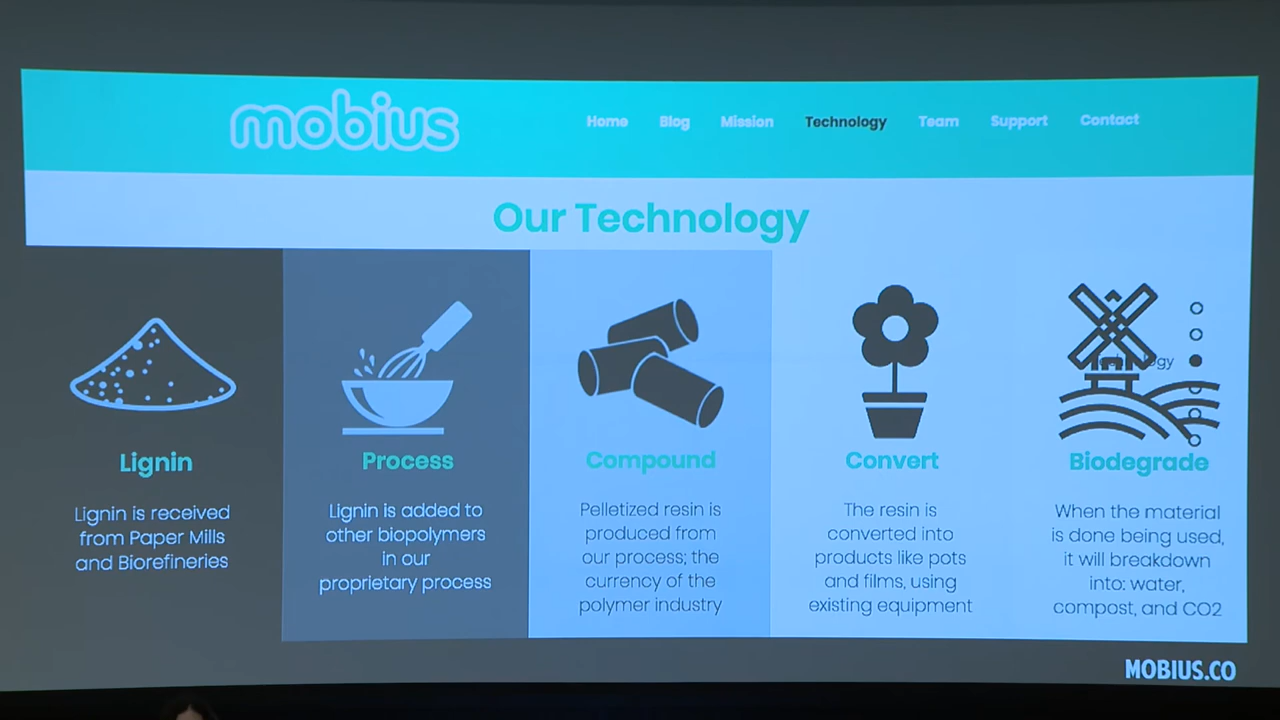 mobius
Home Blog Mission Technology Team Support Contact
Our Technology
Lignin
Lignin is received
from Paper Mills
and Biorefineries
Process
Lignin is added to
other biopolymers
in our
proprietary process
Compound
Pelletized resin is
produced from
our process; the
currency of the
polymer industry
Convert
The resin is
converted into
products like pots
and films, using
existing equipment
Biodegrade
When the material
is done being used,
it will breakdown
into: water,
compost, and CO2
MOBIUS.CO